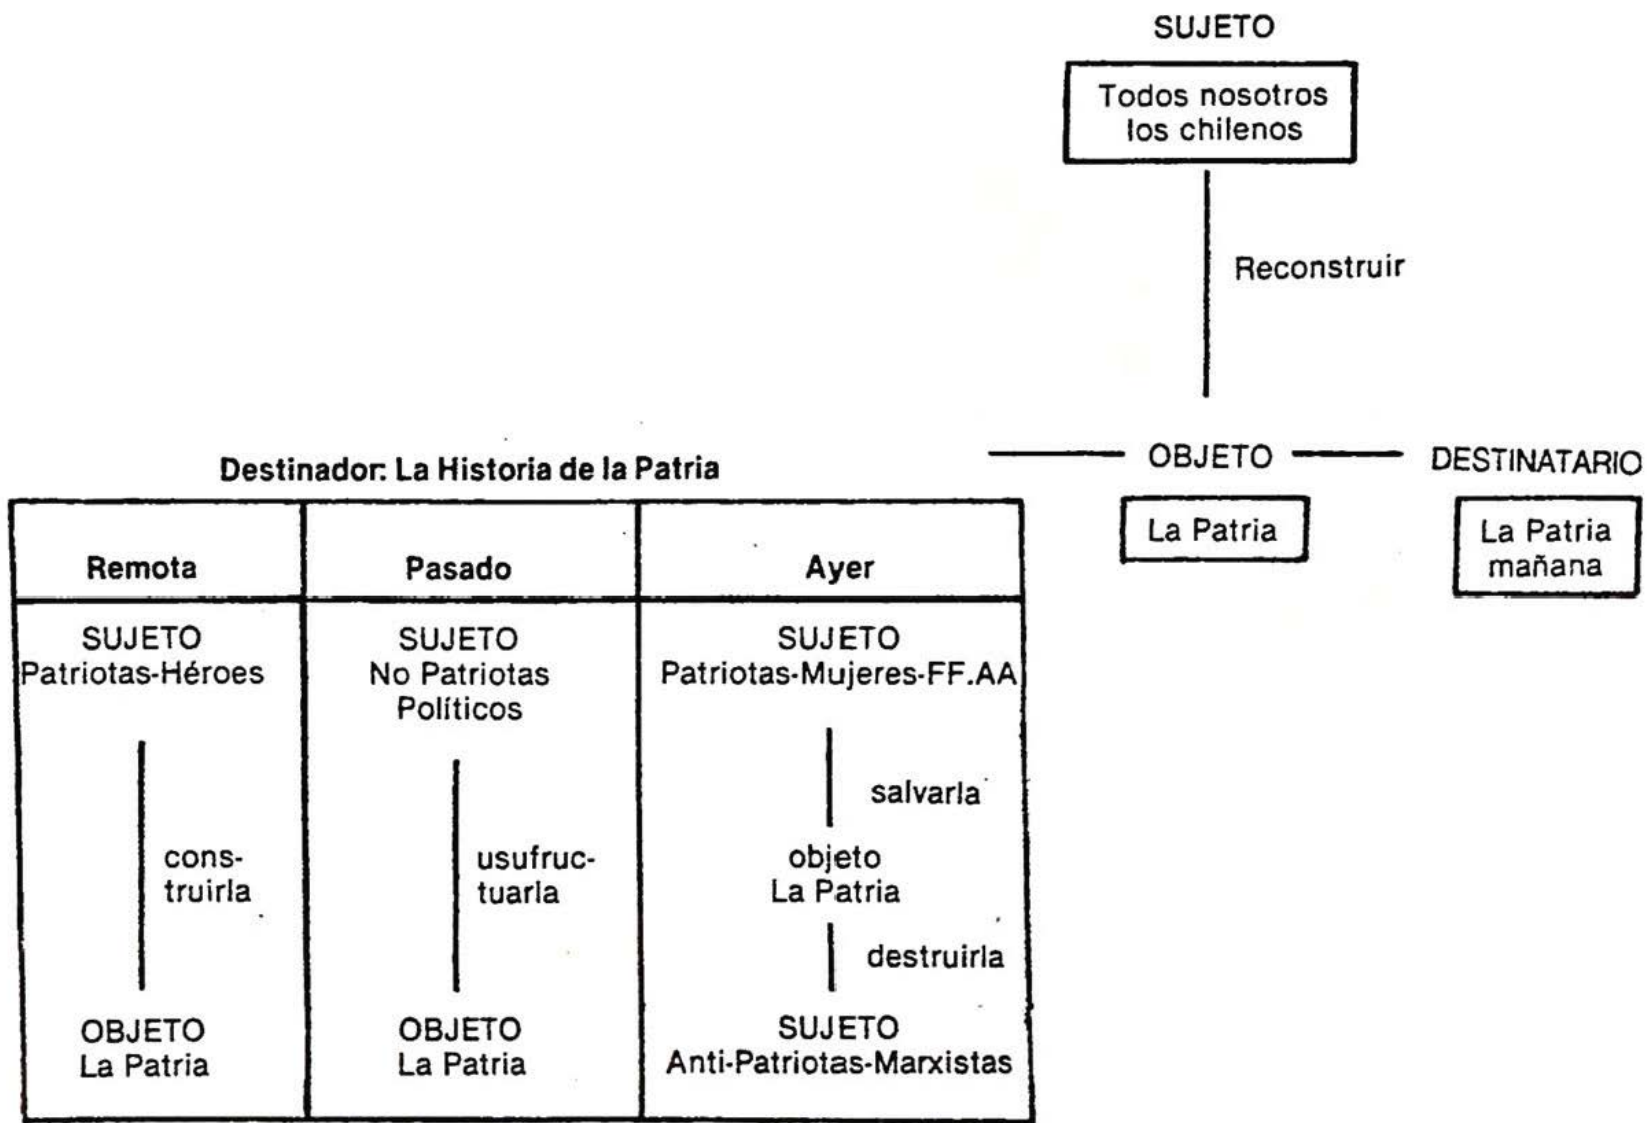 SUJETO
Todos nosotros
los chilenos
Reconstruir
OBJETO
DESTINATARIO
La Patria
La Patria
mañana
Destinador: La Historia de la Patria
Remota
Pasado
Ayer
SUJETO
Patriotas-Héroes
cons-
truirla
OBJETO
La Patria
SUJETO
No Patriotas
Políticos
usufruc-
tuarla
OBJETO
La Patria
SUJETO
Patriotas-Mujeres-FF.AA
salvarla
objeto
La Patria
destruirla
SUJETO
Anti-Patriotas-Marxistas